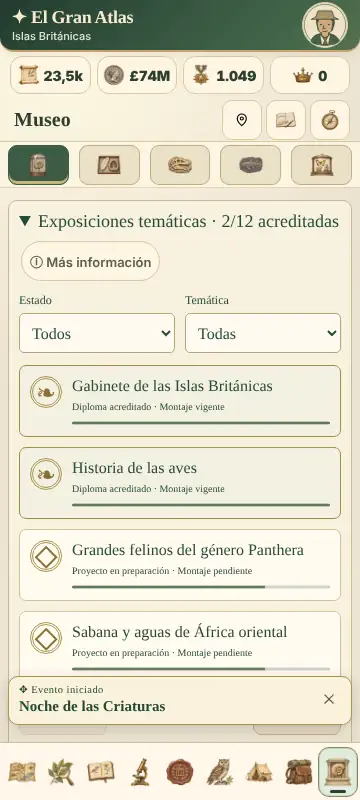 ✦ El Gran Atlas
Islas Británicas
23,5k
£74M
1.049
0
Museo
▼ Exposiciones temáticas · 2/12 acreditadas
ⓘ Más información
Estado
Temática
Todos
Todas
Gabinete de las Islas Británicas
Diploma acreditado · Montaje vigente
Historia de las aves
Diploma acreditado · Montaje vigente
Grandes felinos del género Panthera
Proyecto en preparación · Montaje pendiente
Sabana y aguas de África oriental
Proyecto en preparación · Montaje pendiente
✥ Evento iniciado
Noche de las Criaturas
×